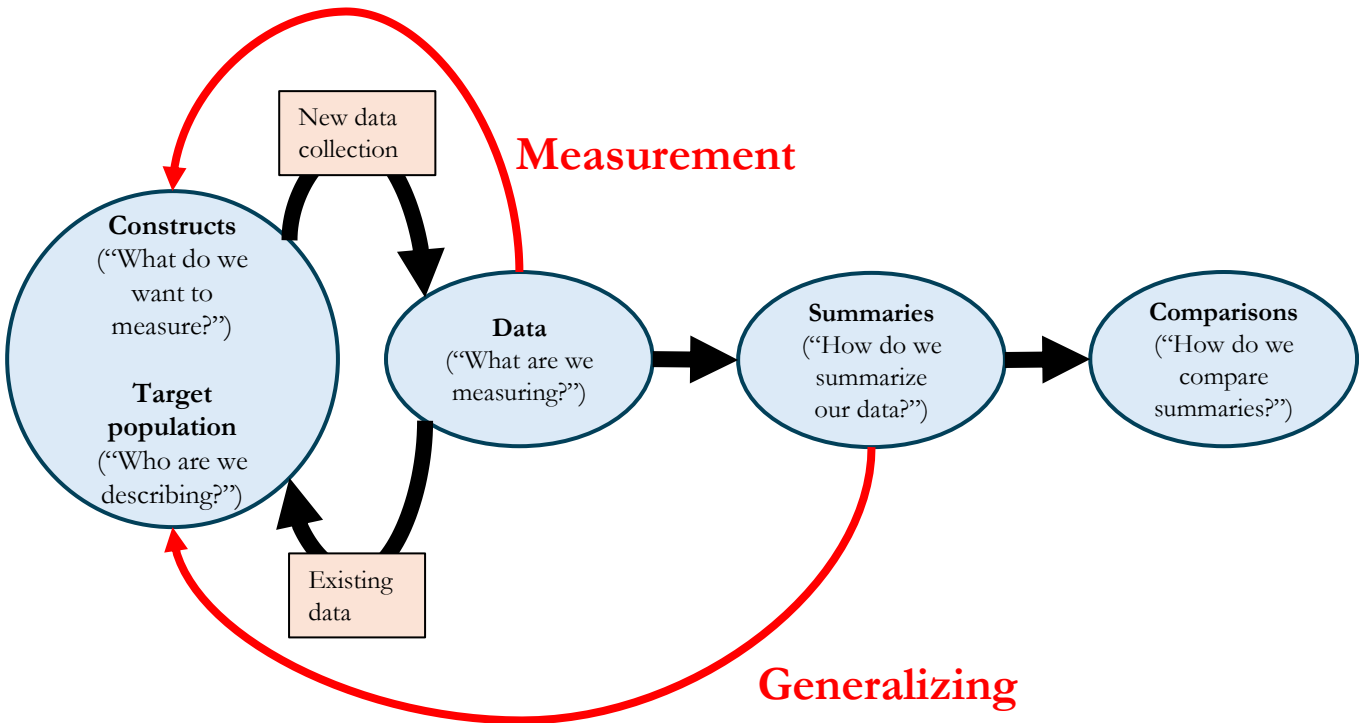 New data
collection
Measurement
Constructs
(“What do we
want to
measure?”)
Target
population
(“Who are we
describing?”)
Data
(“What are we
measuring?”)
Summaries
(“How do we
summarize
our data?”)
Comparisons
(“How do we
compare
summaries?”)
Existing
data
Generalizing